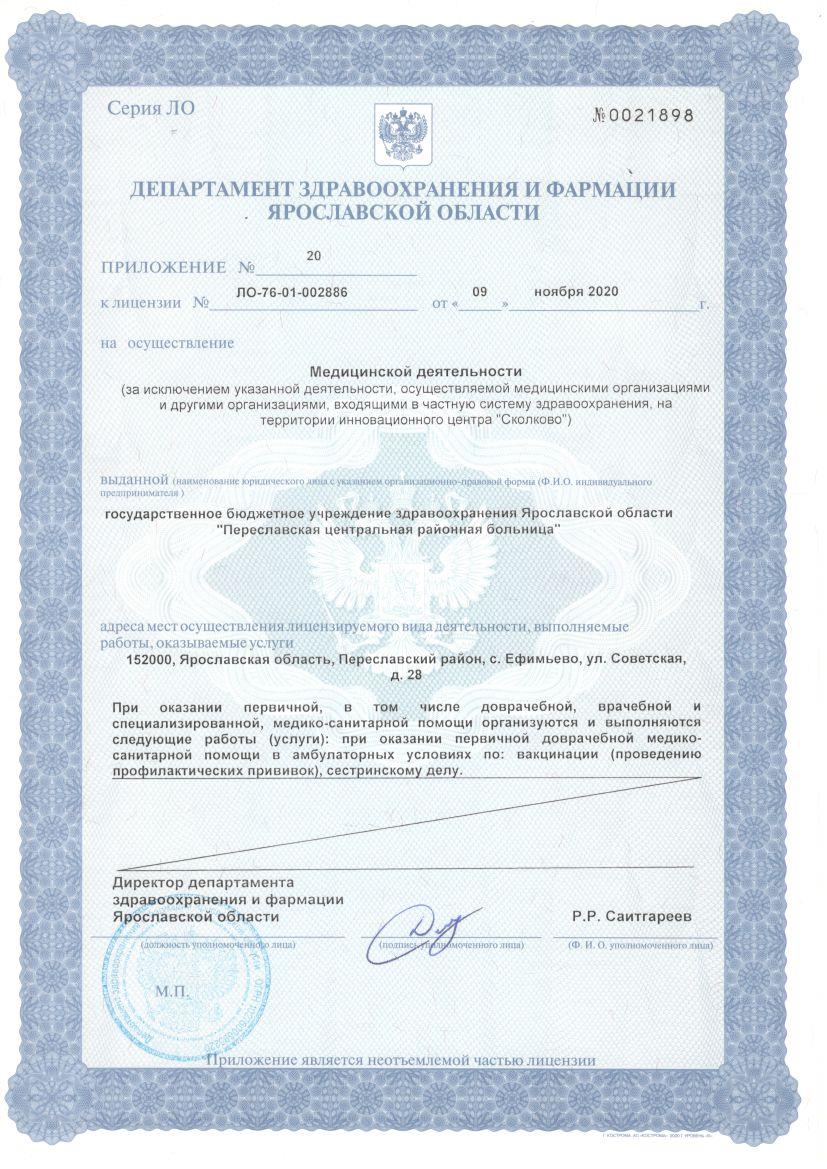 Серия ЛО
№0021898
ДЕПАРТАМЕНТ ЗДРАВООХРАНЕНИЯ И ФАРМАЦИИ
ЯРОСЛАВСКОЙ ОБЛАСТИ
ПРИЛОЖЕНИЕ № 20
к лицензии № ЛО-76-01-002886 от « 09 » ноября 2020 г.
на осуществление
Медицинской деятельности
(за исключением указанной деятельности, осуществляемой медицинскими организациями
и другими организациями, входящими в частную систему здравоохранения, на
территории инновационного центра "Сколково")
выданной (наименование юридического лица с указанием организационно-правовой формы (Ф.И.О. индивидуального
предпринимателя )
государственное бюджетное учреждение здравоохранения Ярославской области
"Переславская центральная районная больница"
адреса мест осуществления лицензируемого вида деятельности, выполняемые
работы, оказываемые услуги
152000, Ярославская область, Переславский район, с. Ефимьево, ул. Советская,
д. 28
При оказании первичной, в том числе доврачебной, врачебной и
специализированной, медико-санитарной помощи организуются и выполняются
следующие работы (услуги): при оказании первичной доврачебной медико-
санитарной помощи в амбулаторных условиях по: вакцинации (проведению
профилактических прививок), сестринскому делу.
Директор департамента
здравоохранения и фармации
Ярославской области
Р.Р. Саитгареев
(должность уполномоченного лица)
(подпись уполномоченного лица)
(Ф. И. О. уполномоченного лица)
М.П.
Приложение является неотъемлемой частью лицензии